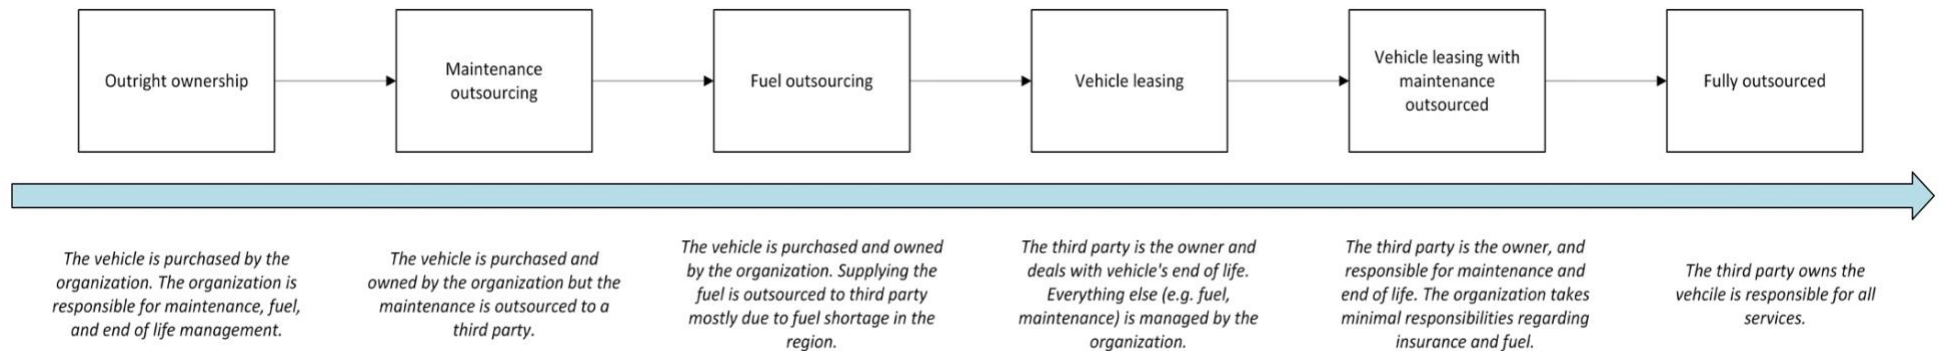 Outright ownership
Maintenance
outsourcing
Fuel outsourcing
Vehicle leasing
Vehicle leasing with
maintenance
outsourced
Fully outsourced
The vehicle is purchased by the
organization. The organization is
responsible for maintenance, fuel,
and end of life management.
The vehicle is purchased and
owned by the organization but the
maintenance is outsourced to a
third party.
The vehicle is purchased and owned
by the organization. Supplying the
fuel is outsourced to third party
mostly due to fuel shortage in the
region.
The third party is the owner and
deals with vehicle's end of life.
Everything else (e.g. fuel,
maintenance) is managed by the
organization.
The third party is the owner, and
responsible for maintenance and
end of life. The organization takes
minimal responsibilities regarding
insurance and fuel.
The third party owns the
vehcile is responsible for all
services.